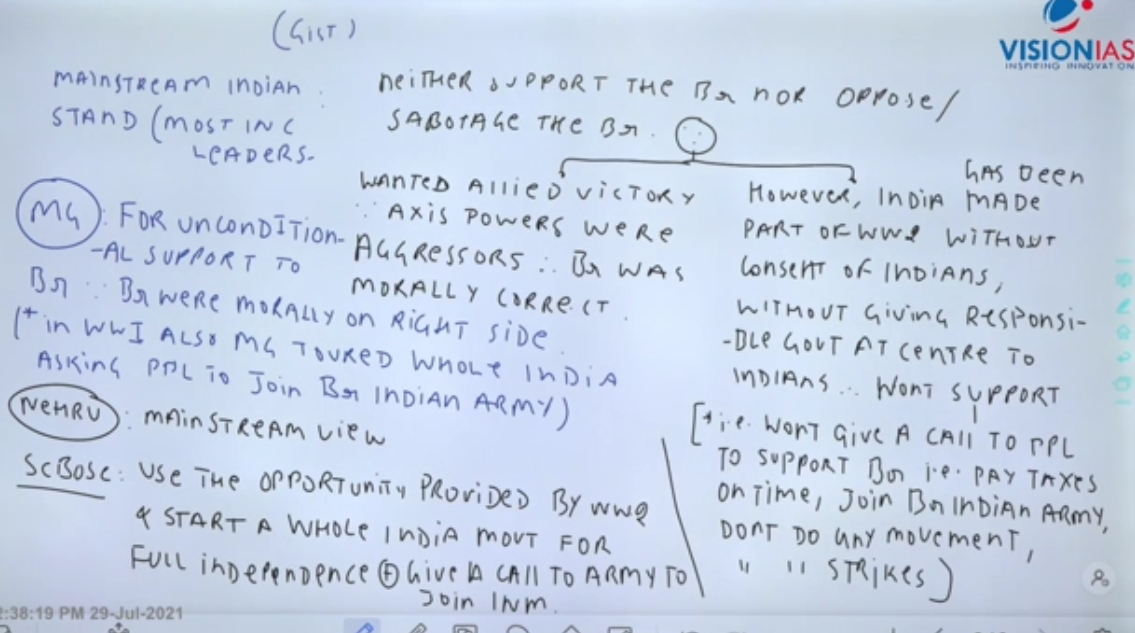 (GIST)
VISIONIAS
INSPIRING INNOVATION
MAINSTREAM INDIAN :
STAND (MOST INC
LEADERS.
NEITHER SUPPORT THE Br NOR OPPOSE/
SABOTAGE THE Br.
WANTED ALLIED VICTORY
∵ AXIS POWERS WERE
AGGRESSORS ∴ Br WAS
MORALLY CORRECT.
HAS BEEN
HOWEVER, INDIA MADE
PART OF WW2 WITHOUT
CONSENT OF INDIANS,
WITHOUT GIVING RESPONSI-
-BLE GOVT AT CENTRE TO
INDIANS ∴ WONT SUPPORT
[* i.e. WONT GIVE A CALL TO PPL
TO SUPPORT Br i.e. PAY TAXES
ON TIME, JOIN Br INDIAN ARMY,
DONT DO ANY MOVEMENT,
" " STRIKES]
MG : FOR UNCONDITION-
-AL SUPPORT TO
Br ∵ Br WERE MORALLY ON RIGHT SIDE.
(* IN WWI ALSO MG TOURED WHOLE INDIA
ASKING PPL TO JOIN Br INDIAN ARMY)
NEHRU : MAINSTREAM VIEW
SCBOSE : USE THE OPPORTUNITY PROVIDED BY WW2
& START A WHOLE INDIA MOVT FOR
FULL INDEPENDENCE ⊕ GIVE A CALL TO ARMY TO
JOIN INM.
2:38:19 PM 29-Jul-2021